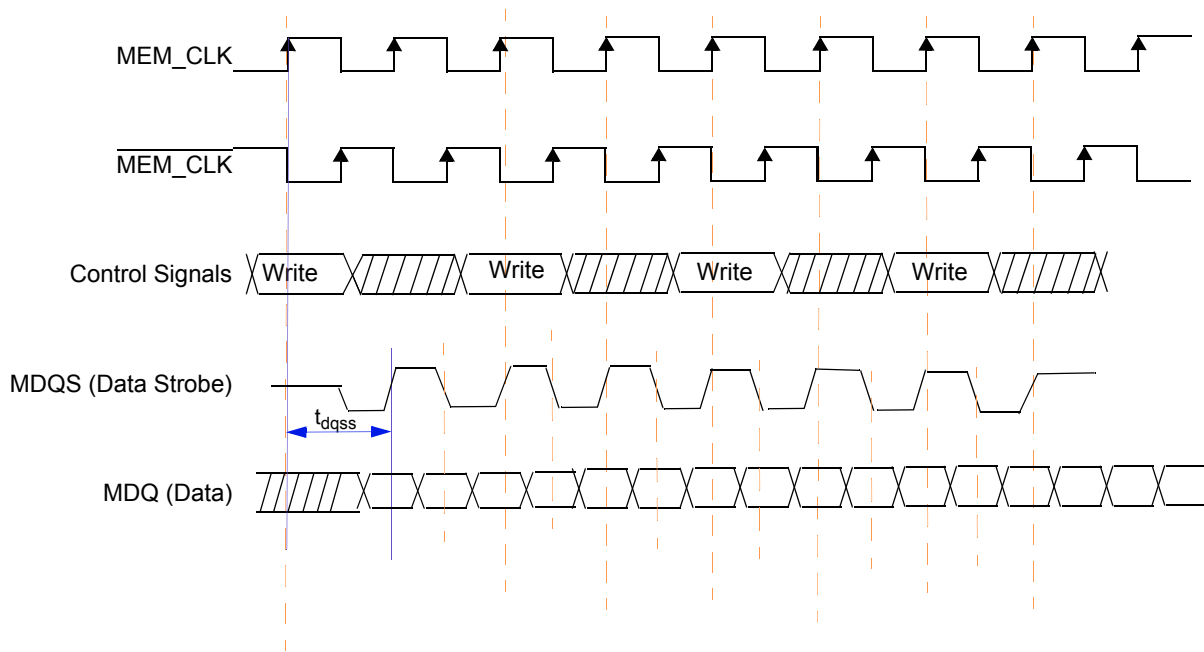 MEM_CLK
MEM_CLK
Control Signals Write Write Write Write
MDQS (Data Strobe)
tdqss
MDQ (Data)